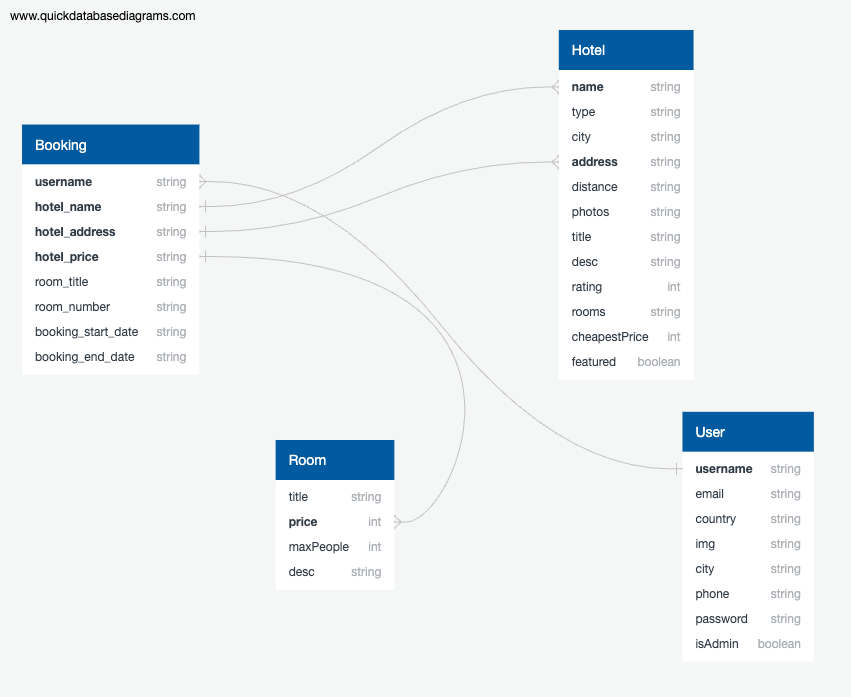 www.quickdatabasediagrams.com
Booking
username string
hotel_name string
hotel_address string
hotel_price string
room_title string
room_number string
booking_start_date string
booking_end_date string
Hotel
name string
type string
city string
address string
distance string
photos string
title string
desc string
rating int
rooms string
cheapestPrice int
featured boolean
Room
title string
price int
maxPeople int
desc string
User
username string
email string
country string
img string
city string
phone string
password string
isAdmin boolean